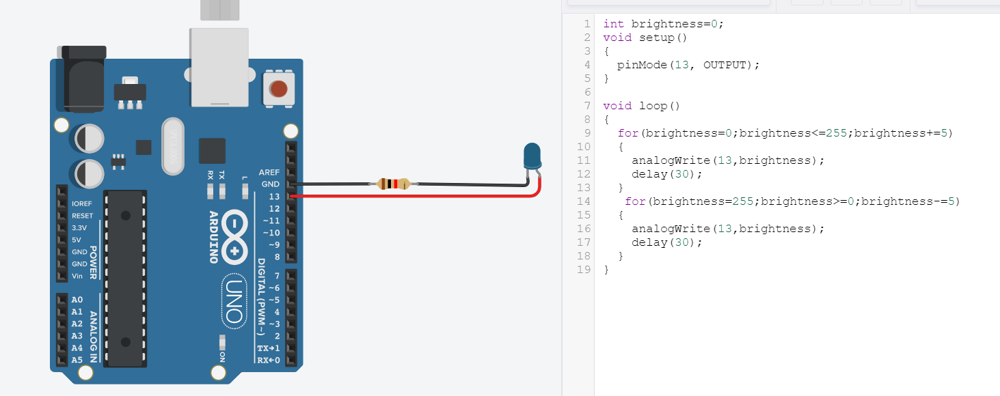 RX
TX
L
AREF
GND
13
12
~11
~10
~9
8
7
~6
~5
4
~3
2
TX→1
RX←0
DIGITAL (PWM~)
IOREF
RESET
3.3V
5V
GND
GND
Vin
POWER
A0
A1
A2
A3
A4
A5
ANALOG IN
ARDUINO
UNO
ON
1 int brightness=0;
2 void setup()
3 {
4   pinMode(13, OUTPUT);
5 }
6
7 void loop()
8 {
9   for(brightness=0;brightness<=255;brightness+=5)
10   {
11     analogWrite(13,brightness);
12     delay(30);
13   }
14    for(brightness=255;brightness>=0;brightness-=5)
15   {
16     analogWrite(13,brightness);
17     delay(30);
18   }
19 }